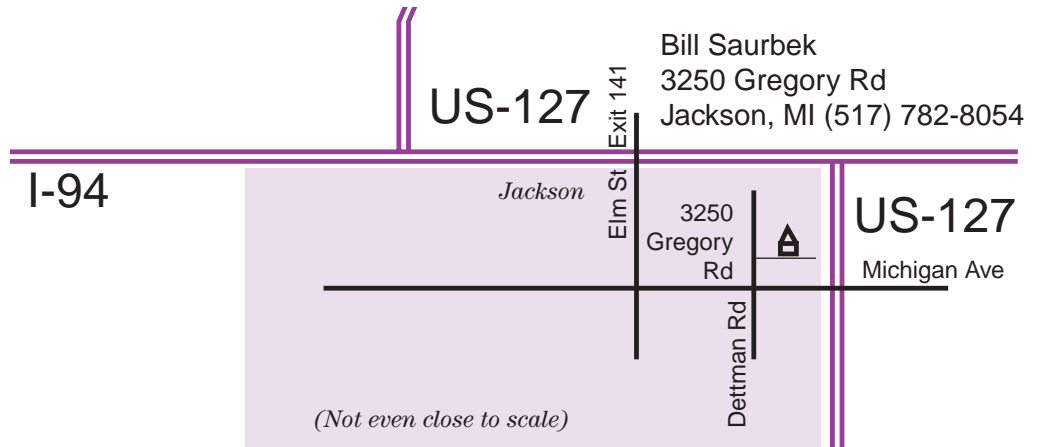 Bill Saurbek
3250 Gregory Rd
Jackson, MI (517) 782-8054
US-127
Exit 141
I-94
Jackson
Elm St
3250
Gregory
Rd
US-127
Michigan Ave
Dettman Rd
(Not even close to scale)